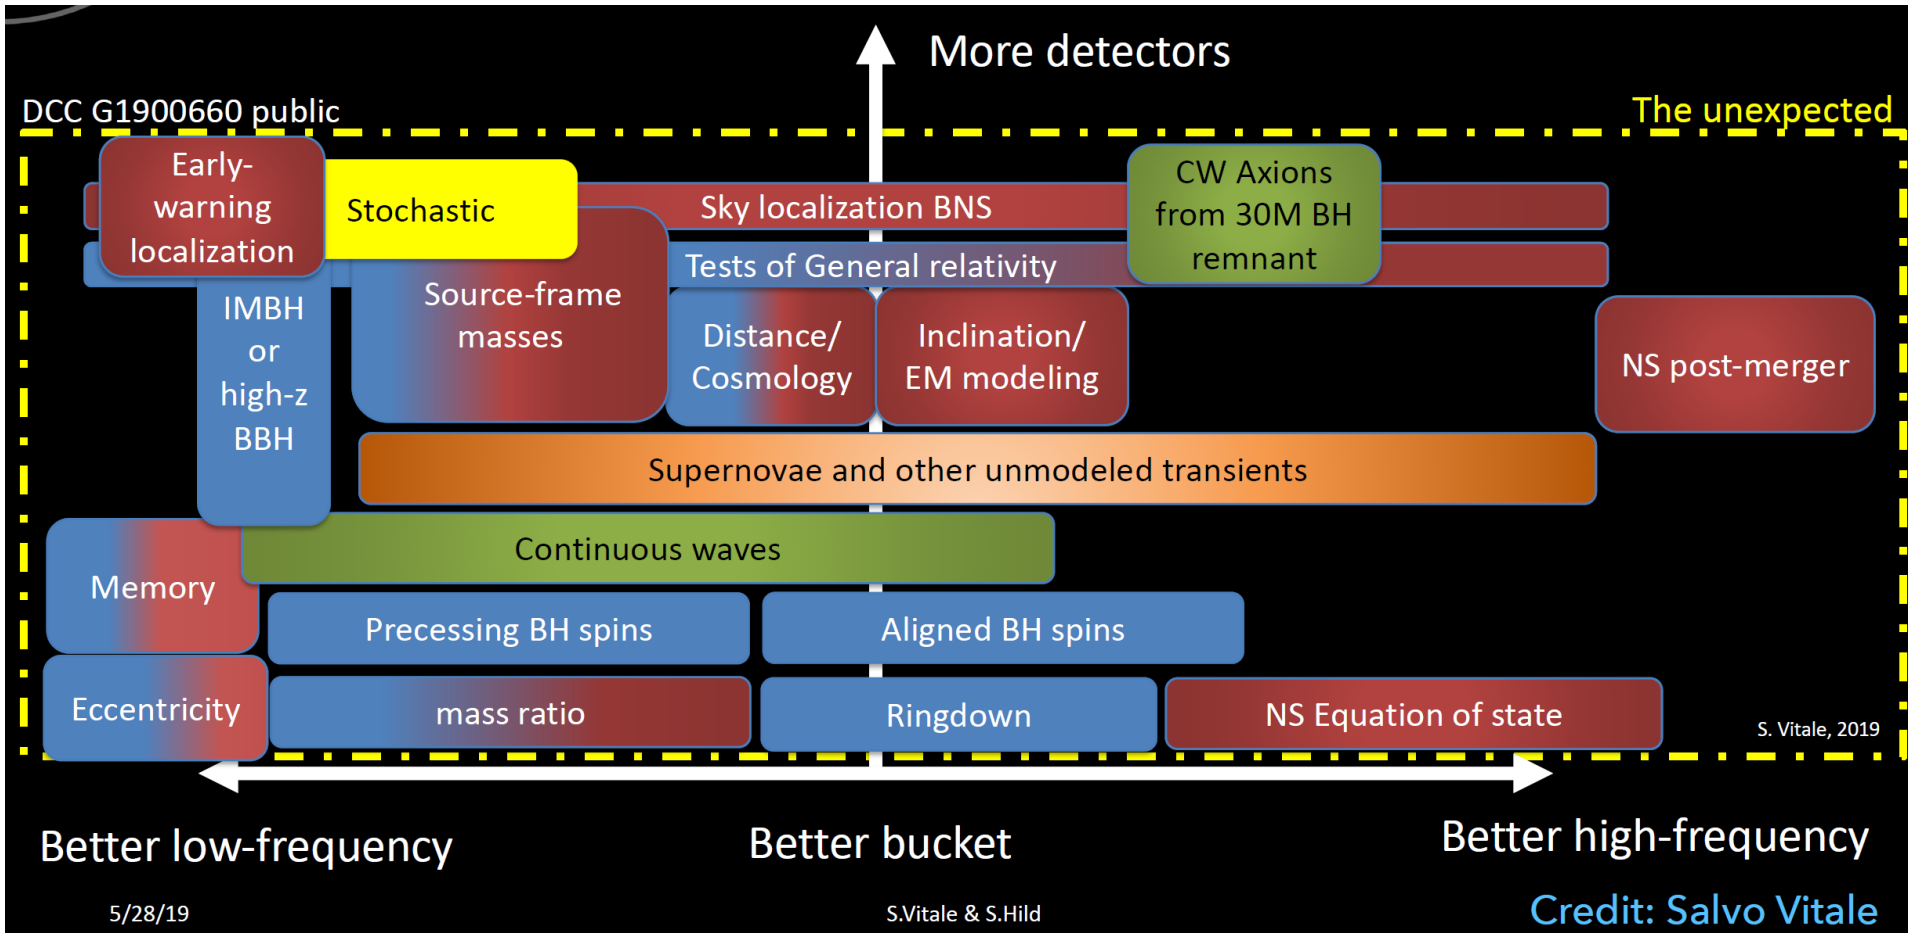 More detectors
DCC G1900660 public
The unexpected
Early-
warning
localization
Stochastic
Sky localization BNS
CW Axions
from 30M BH
remnant
Tests of General relativity
IMBH
or
high-z
BBH
Source-frame
masses
Distance/
Cosmology
Inclination/
EM modeling
NS post-merger
Supernovae and other unmodeled transients
Continuous waves
Memory
Precessing BH spins
Aligned BH spins
Eccentricity
mass ratio
Ringdown
NS Equation of state
S. Vitale, 2019
Better low-frequency
Better bucket
Better high-frequency
5/28/19
S.Vitale & S.Hild
Credit: Salvo Vitale